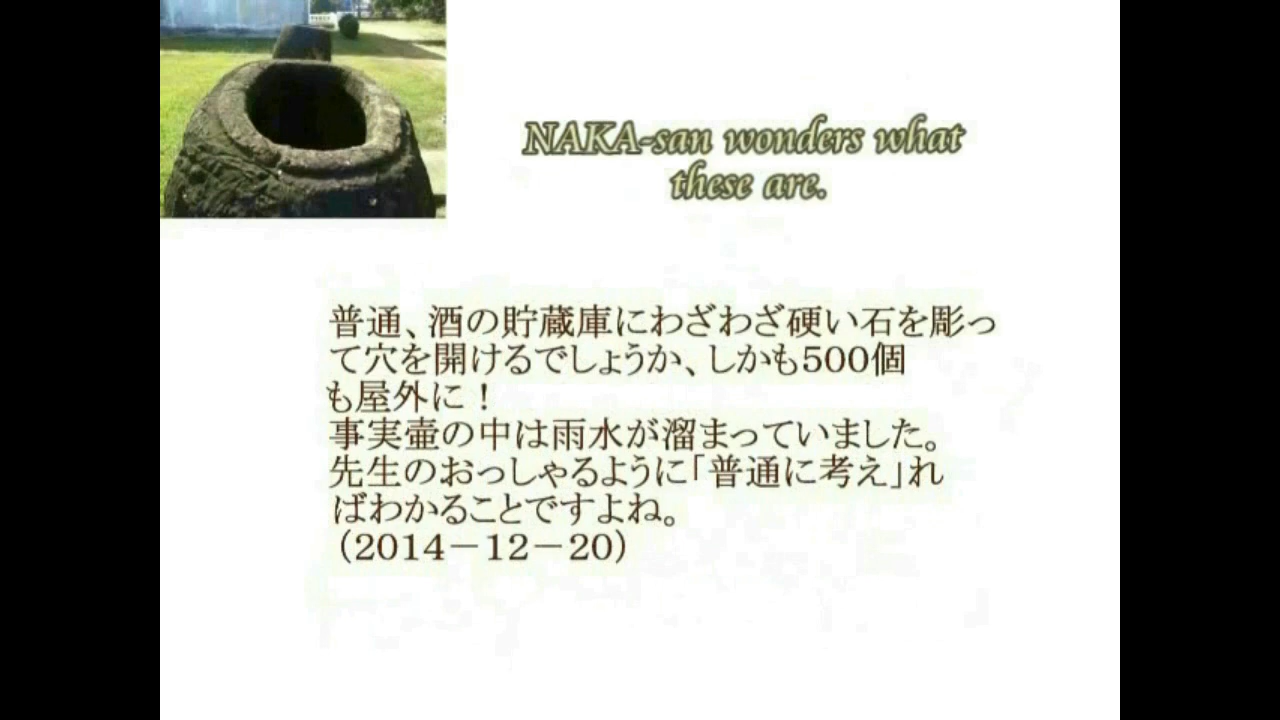 NAKA-san wonders what
these are.
普通、酒の貯蔵庫にわざわざ硬い石を彫っ
て穴を開けるでしょうか、しかも500個
も屋外に！
事実壷の中は雨水が溜まっていました。
先生のおっしゃるように「普通に考え」れ
ばわかることですよね。
（2014－12－20）